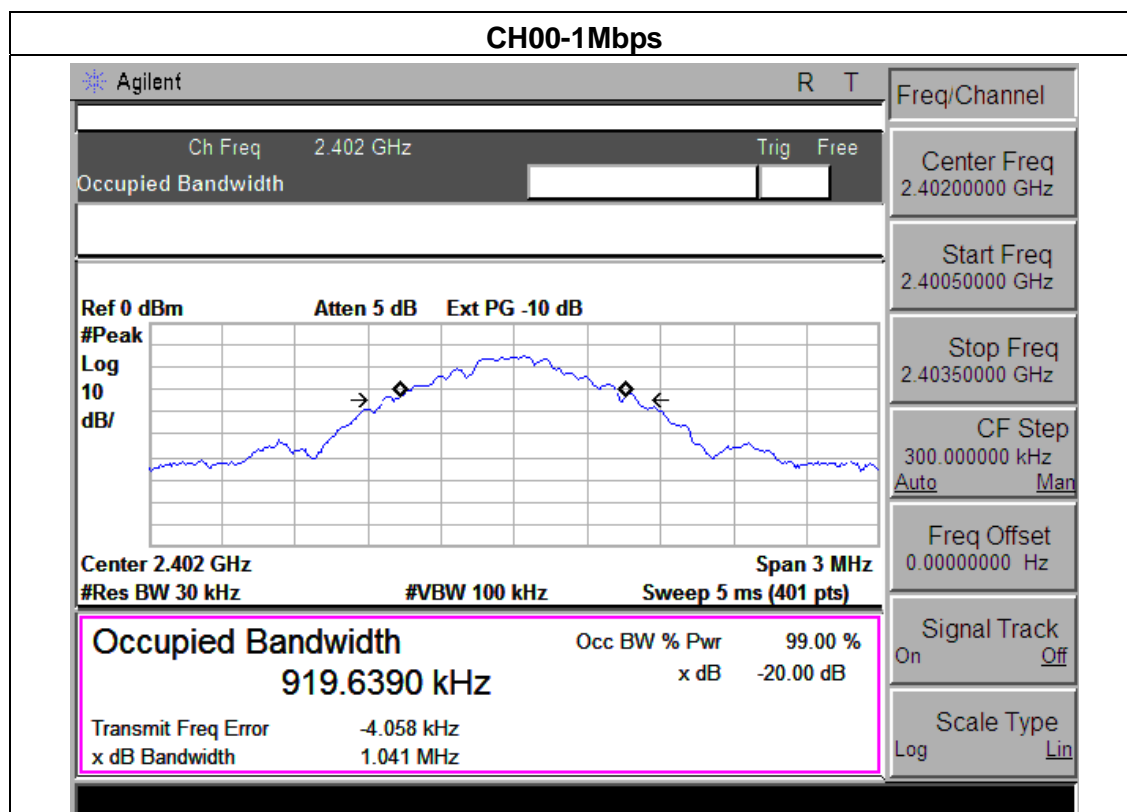 CH00-1Mbps
Agilent R T
Ch Freq 2.402 GHz Trig Free
Occupied Bandwidth
Ref 0 dBm Atten 5 dB Ext PG -10 dB
#Peak
Log
10
dB/
Center 2.402 GHz Span 3 MHz
#Res BW 30 kHz #VBW 100 kHz Sweep 5 ms (401 pts)
Occupied Bandwidth Occ BW % Pwr 99.00 %
919.6390 kHz x dB -20.00 dB
Transmit Freq Error -4.058 kHz
x dB Bandwidth 1.041 MHz
Freq/Channel
Center Freq
2.40200000 GHz
Start Freq
2.40050000 GHz
Stop Freq
2.40350000 GHz
CF Step
300.000000 kHz
Auto Man
Freq Offset
0.00000000 Hz
Signal Track
On Off
Scale Type
Log Lin